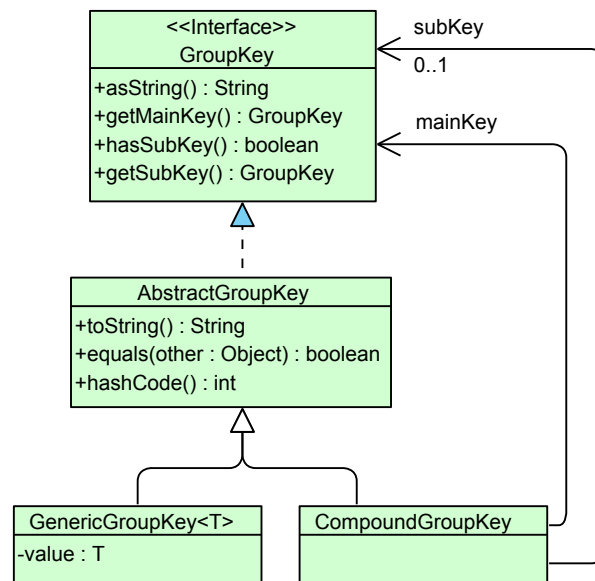 <<Interface>>
GroupKey
+asString() : String
+getMainKey() : GroupKey
+hasSubKey() : boolean
+getSubKey() : GroupKey
subKey
0..1
mainKey
AbstractGroupKey
+toString() : String
+equals(other : Object) : boolean
+hashCode() : int
GenericGroupKey<T>
-value : T
CompoundGroupKey